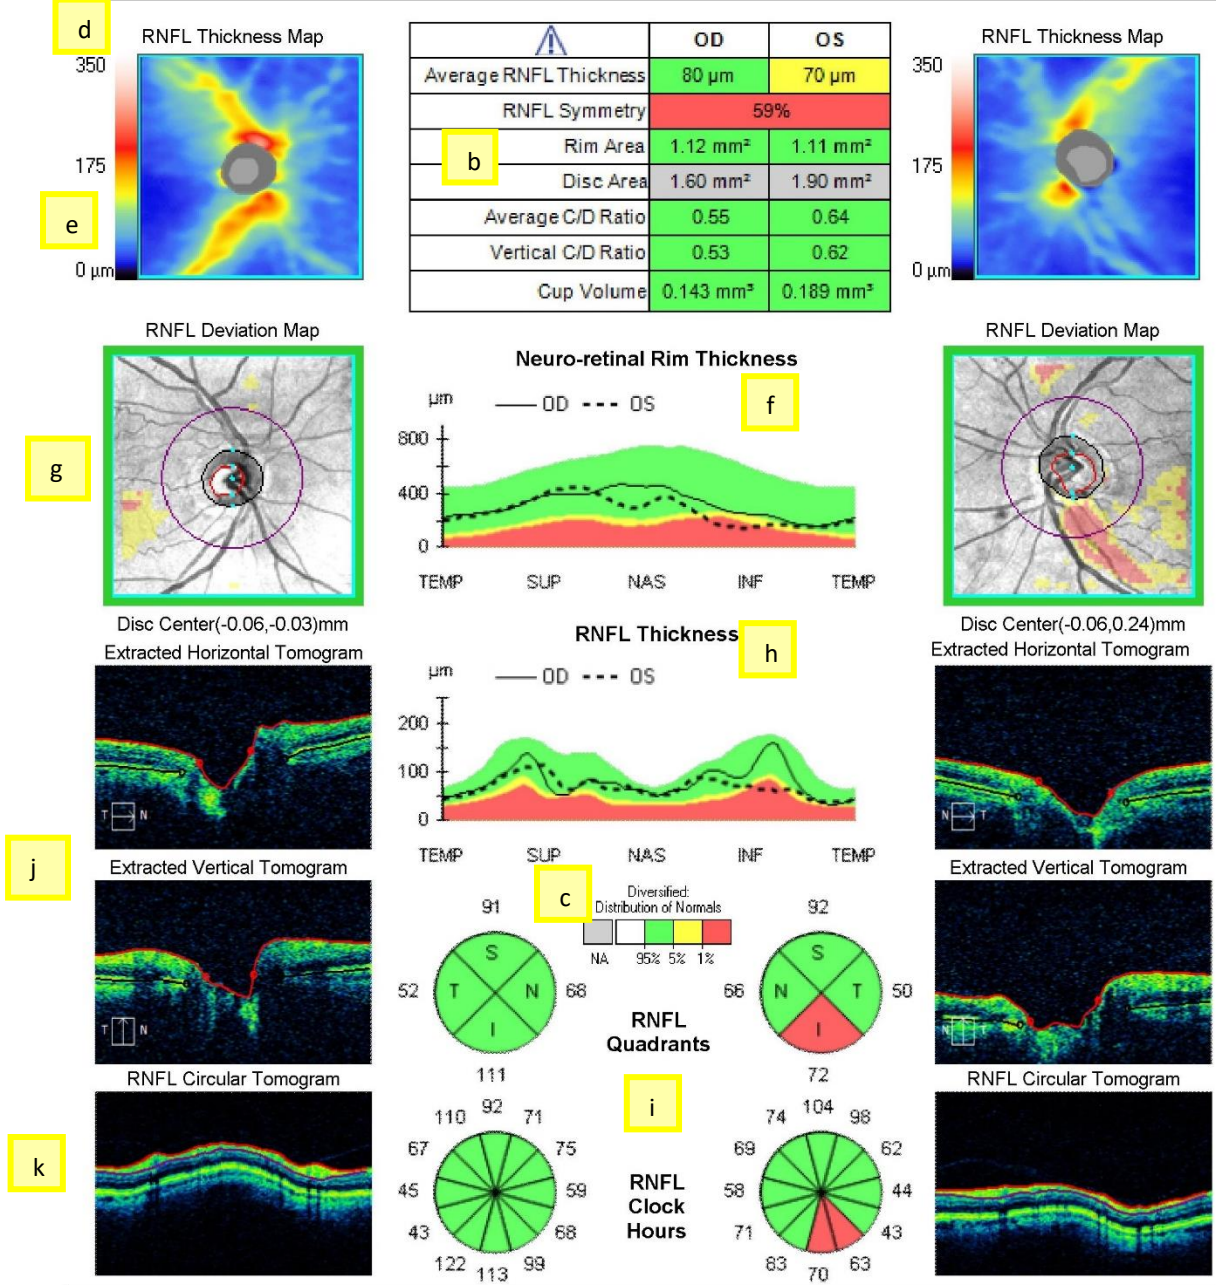 d
RNFL Thickness Map
350
175
e
0 µm
OD OS
Average RNFL Thickness 80 µm 70 µm
RNFL Symmetry 59%
b
Rim Area 1.12 mm² 1.11 mm²
Disc Area 1.60 mm² 1.90 mm²
Average C/D Ratio 0.55 0.64
Vertical C/D Ratio 0.53 0.62
Cup Volume 0.143 mm³ 0.189 mm³
RNFL Thickness Map
350
175
0 µm
RNFL Deviation Map
g
Disc Center(-0.06,-0.03)mm
Neuro-retinal Rim Thickness
f
µm OD OS
800
400
0
TEMP SUP NAS INF TEMP
RNFL Deviation Map
Disc Center(-0.06,0.24)mm
Extracted Horizontal Tomogram
T N
RNFL Thickness
h
µm OD OS
200
100
0
TEMP SUP NAS INF TEMP
Extracted Horizontal Tomogram
N T
j
Extracted Vertical Tomogram
T N
c
Diversified:
Distribution of Normals
NA 95% 5% 1%
91
S
52 T N 68
I
111
RNFL
Quadrants
92
S
66 N T 50
I
72
Extracted Vertical Tomogram
N T
RNFL Circular Tomogram
k
i
110 92 71
67 75
45 59
43 68
122 113 99
RNFL
Clock
Hours
74 104 98
69 62
58 44
71 43
83 70 63
RNFL Circular Tomogram